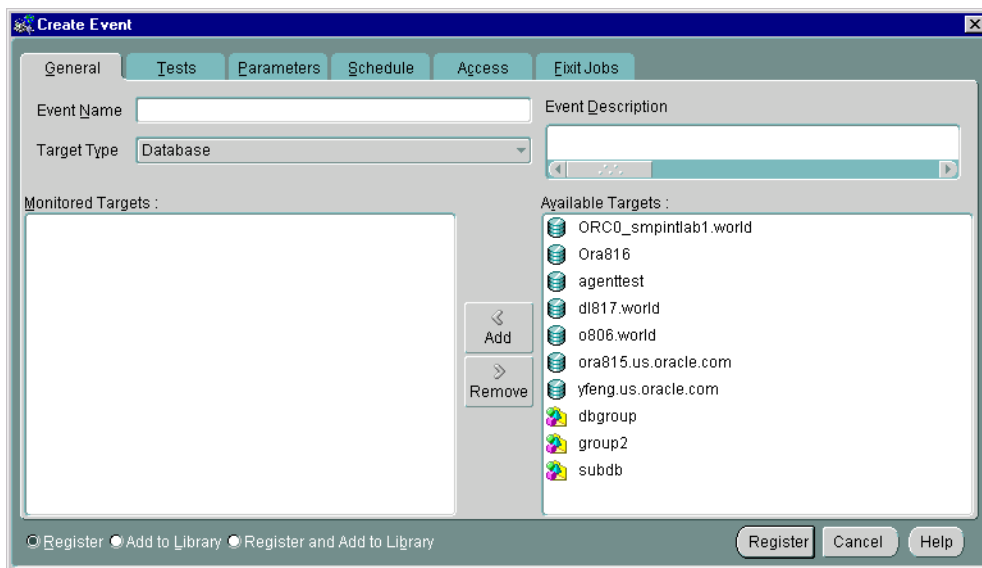 Create Event
General Tests Parameters Schedule Access Fixit Jobs
Event Name
Event Description
Target Type Database
Monitored Targets :
Available Targets :
ORC0_smpintlab1.world
Ora816
agenttest
dl817.world
o806.world
ora815.us.oracle.com
yfeng.us.oracle.com
dbgroup
group2
subdb
Add
Remove
Register Add to Library Register and Add to Library
Register Cancel Help